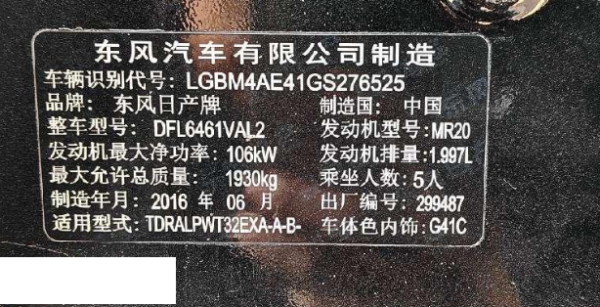 东风汽车有限公司制造
车辆识别代号: LGBM4AE41GS276525
品牌: 东风日产牌 制造国: 中国
整车型号: DFL6461VAL2 发动机型号: MR20
发动机最大净功率: 106kW 发动机排量: 1.997L
最大允许总质量: 1930kg 乘坐人数: 5人
制造年月: 2016 年 06 月 出厂编号: 299487
适用型式: TDRALPWT32EXA-A-B- 车体色内饰: G41C